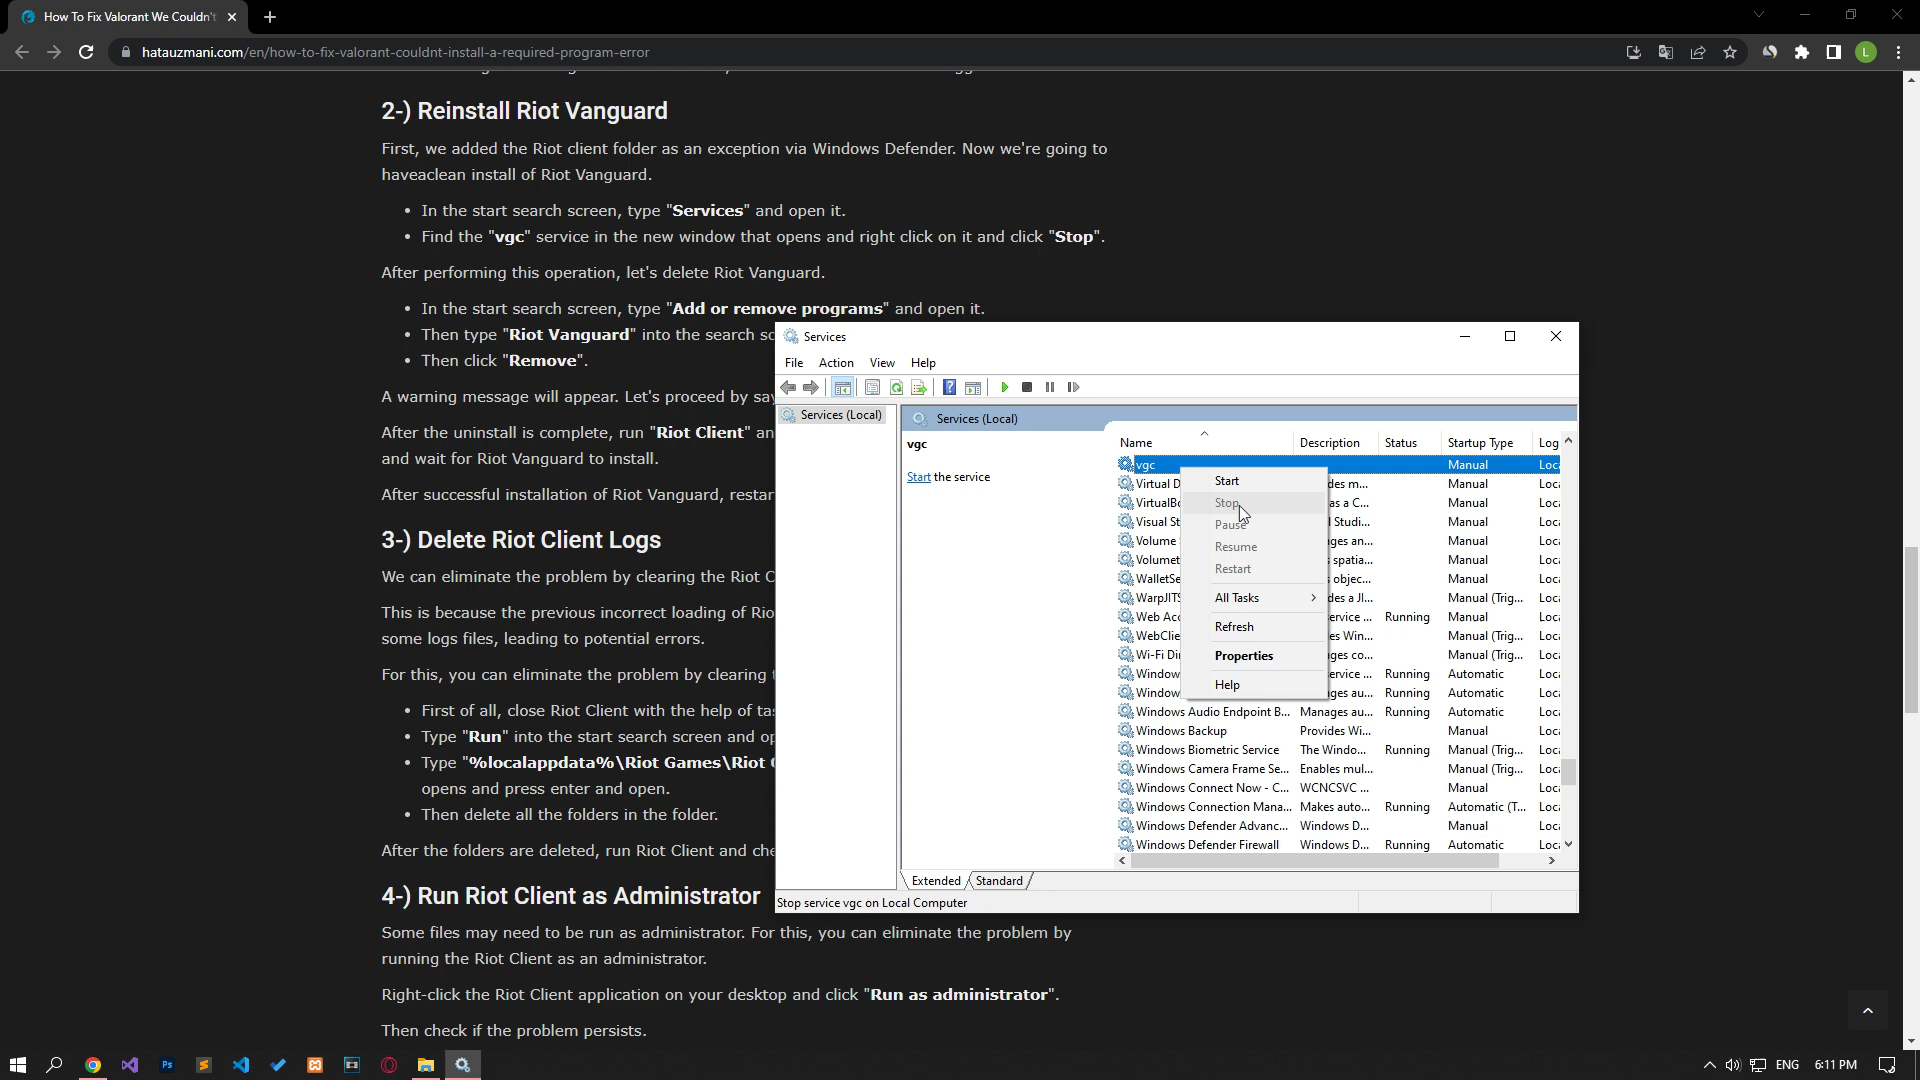 How To Fix Valorant We Couldn't
hatauzmani.com/en/how-to-fix-valorant-couldnt-install-a-required-program-error
L
2-) Reinstall Riot Vanguard
First, we added the Riot client folder as an exception via Windows Defender. Now we're going to
haveaclean install of Riot Vanguard.
• In the start search screen, type "Services" and open it.
• Find the "vgc" service in the new window that opens and right click on it and click "Stop".
After performing this operation, let's delete Riot Vanguard.
• In the start search screen, type "Add or remove programs" and open it.
• Then type "Riot Vanguard" into the search sc
• Then click "Remove".
A warning message will appear. Let's proceed by say
After the uninstall is complete, run "Riot Client" an
and wait for Riot Vanguard to install.
After successful installation of Riot Vanguard, restar
3-) Delete Riot Client Logs
We can eliminate the problem by clearing the Riot C
This is because the previous incorrect loading of Rio
some logs files, leading to potential errors.
For this, you can eliminate the problem by clearing t
• First of all, close Riot Client with the help of tas
• Type "Run" into the start search screen and op
• Type "%localappdata%\Riot Games\Riot C
opens and press enter and open.
• Then delete all the folders in the folder.
After the folders are deleted, run Riot Client and che
4-) Run Riot Client as Administrator
Some files may need to be run as administrator. For this, you can eliminate the problem by
running the Riot Client as an administrator.
Right-click the Riot Client application on your desktop and click "Run as administrator".
Then check if the problem persists.
Services
File Action View Help
Services (Local)
Services (Local)
vgc
Start the service
Name Description Status Startup Type Log
vgc Manual Loca
Virtual D des m... Manual Loca
VirtualBo as a C... Manual Loca
Visual St l Studi... Manual Loca
Volume ges an... Manual Loca
Volumet spatia... Manual Loca
WalletSe objec... Manual Loca
WarpJITS des a JI... Manual (Trig... Loca
Web Acc ervice ... Running Manual Loca
WebClie es Win... Manual (Trig... Loca
Wi-Fi Di ges co... Manual (Trig... Loca
Window ervice ... Running Automatic Loca
Window ges au... Running Automatic Loca
Windows Audio Endpoint B... Manages au... Running Automatic Loca
Windows Backup Provides Wi... Manual Loca
Windows Biometric Service The Windo... Running Manual (Trig... Loca
Windows Camera Frame Se... Enables mul... Manual (Trig... Loca
Windows Connect Now - C... WCNCSVC ... Manual Loca
Windows Connection Mana... Makes auto... Running Automatic (T... Loca
Windows Defender Advanc... Windows D... Manual Loca
Windows Defender Firewall Windows D... Running Automatic Loca
Start
Stop
Pause
Resume
Restart
All Tasks
Refresh
Properties
Help
Extended Standard
Stop service vgc on Local Computer
Ps
ENG 6:11 PM